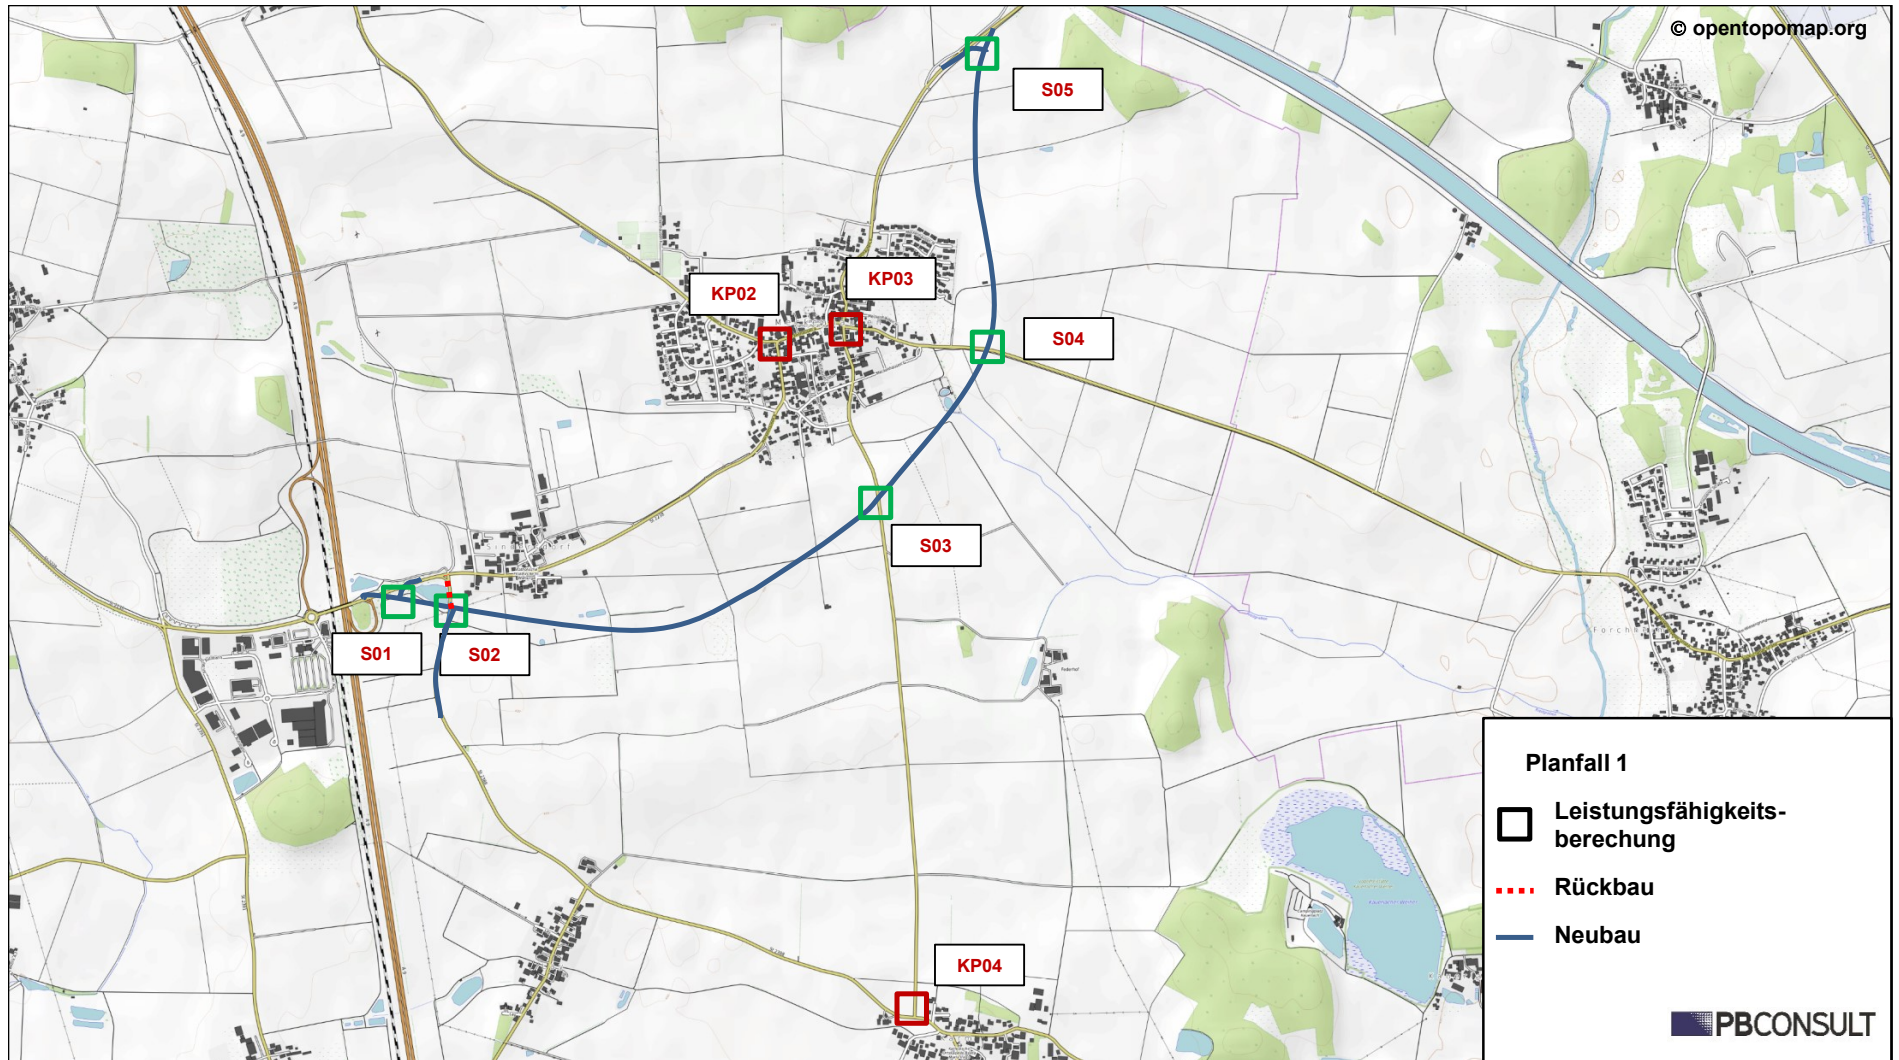 © opentopomap.org
S05
KP03
KP02
S04
S03
S01
S02
KP04
Planfall 1
Leistungsfähigkeits-
berechung
Rückbau
Neubau
PBCONSULT